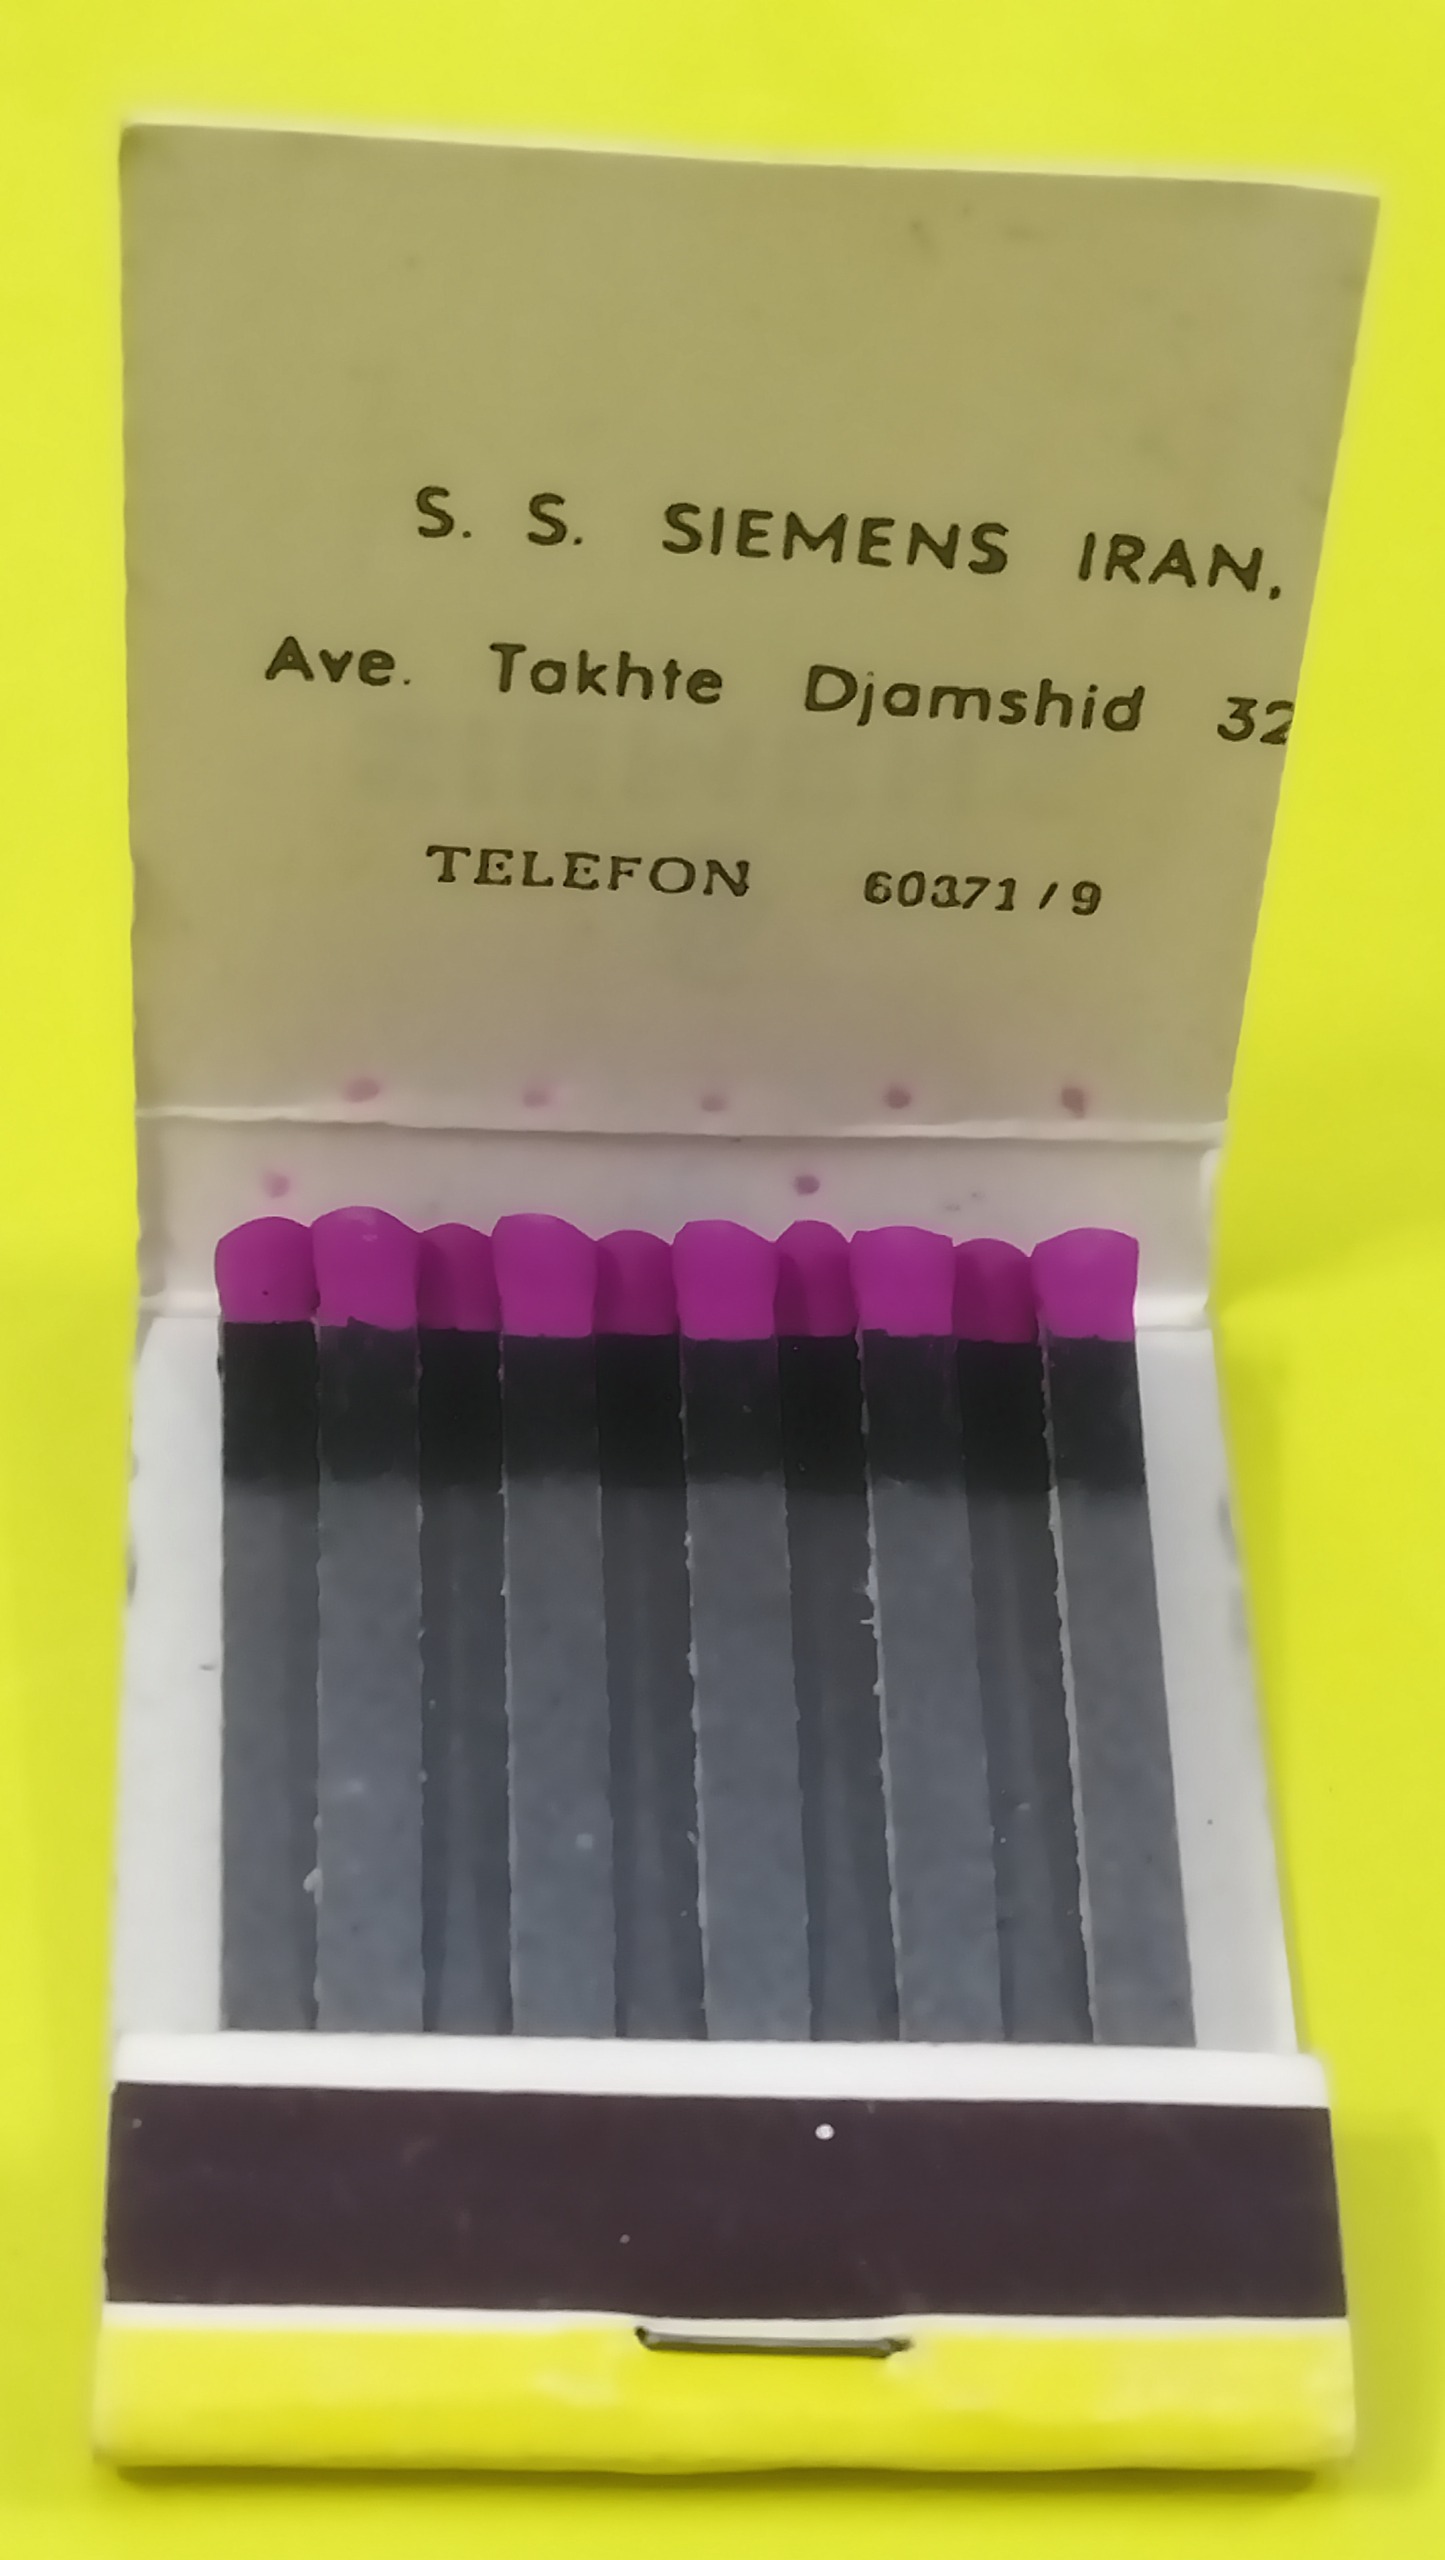 S. S. SIEMENS IRAN.
Ave. Takhte Djamshid 32
TELEFON 60371/9